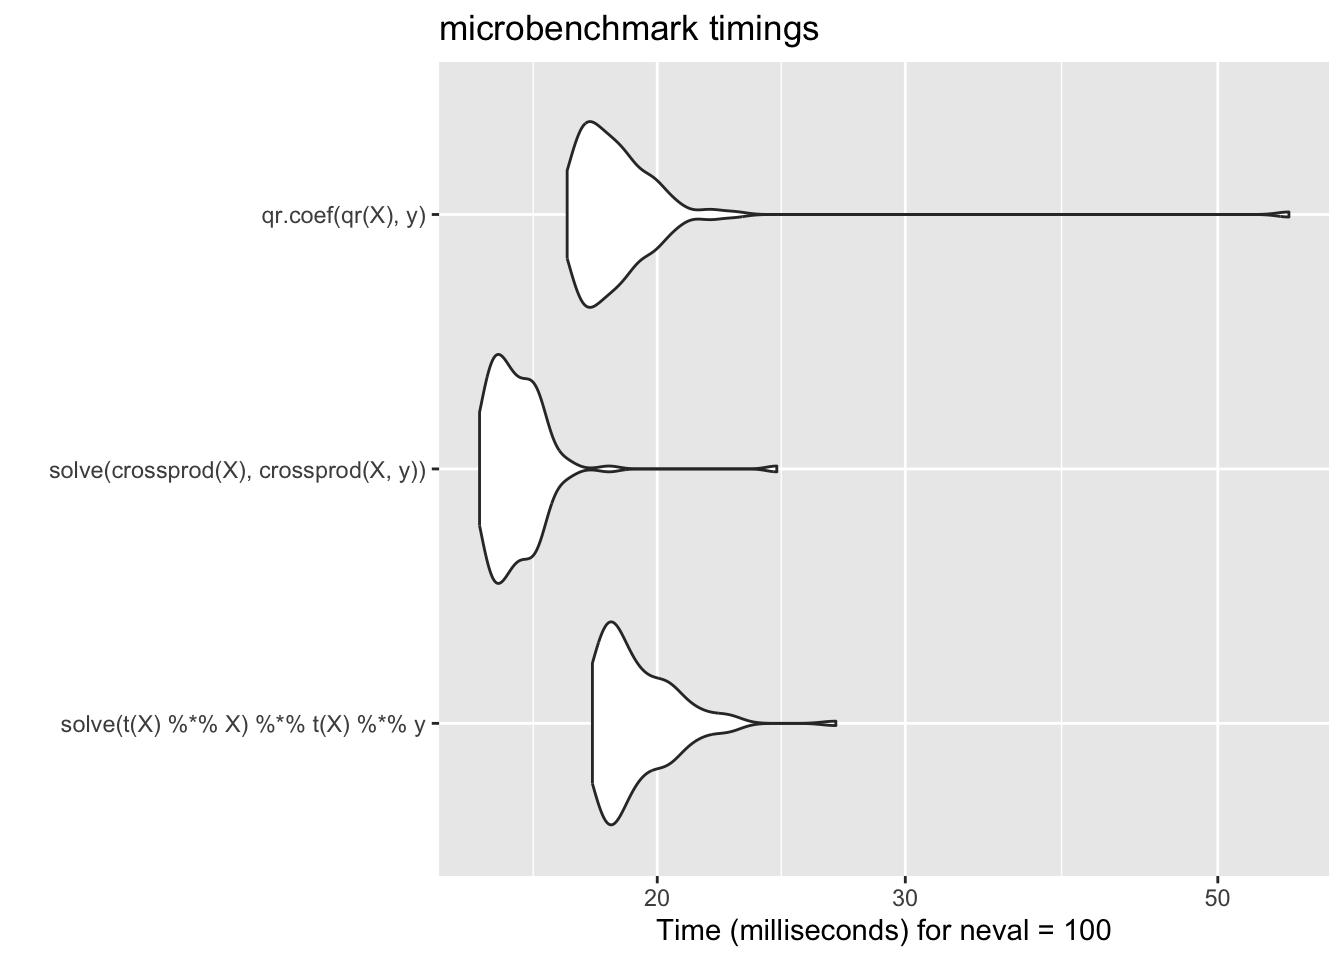 microbenchmark timings
qr.coef(qr(X), y)
solve(crossprod(X), crossprod(X, y))
solve(t(X) %*% X) %*% t(X) %*% y
20 30 50
Time (milliseconds) for neval = 100